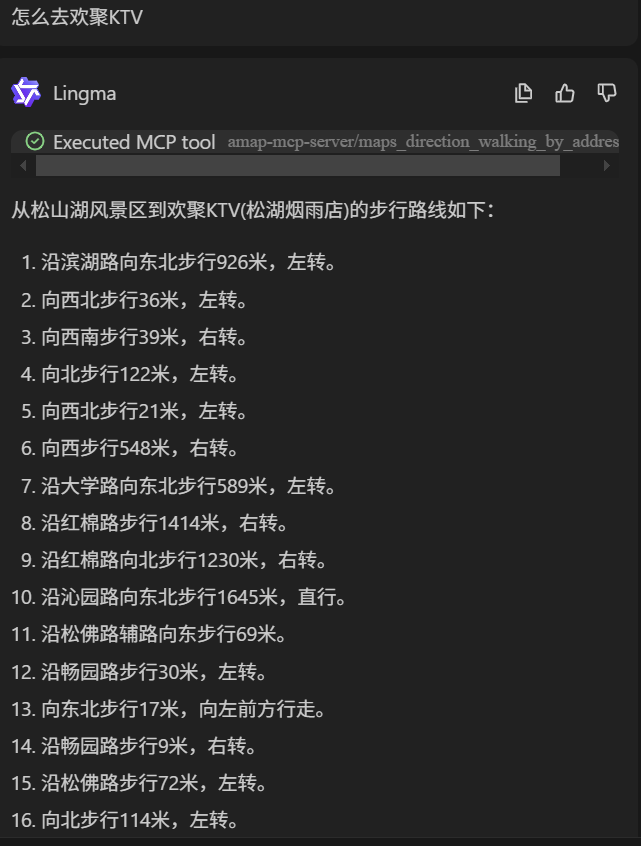 怎么去欢聚KTV
Lingma
Executed MCP tool amap-mcp-server/maps_direction_walking_by_addres
从松山湖风景区到欢聚KTV(松湖烟雨店)的步行路线如下：
1. 沿滨湖路向东北步行926米，左转。
2. 向西北步行36米，左转。
3. 向西南步行39米，右转。
4. 向北步行122米，左转。
5. 向西北步行21米，左转。
6. 向西步行548米，右转。
7. 沿大学路向东北步行589米，左转。
8. 沿红棉路步行1414米，右转。
9. 沿红棉路向北步行1230米，右转。
10. 沿沁园路向东北步行1645米，直行。
11. 沿松佛路辅路向东步行69米。
12. 沿畅园路步行30米，左转。
13. 向东北步行17米，向左前方行走。
14. 沿畅园路步行9米，右转。
15. 沿松佛路步行72米，左转。
16. 向北步行114米，左转。